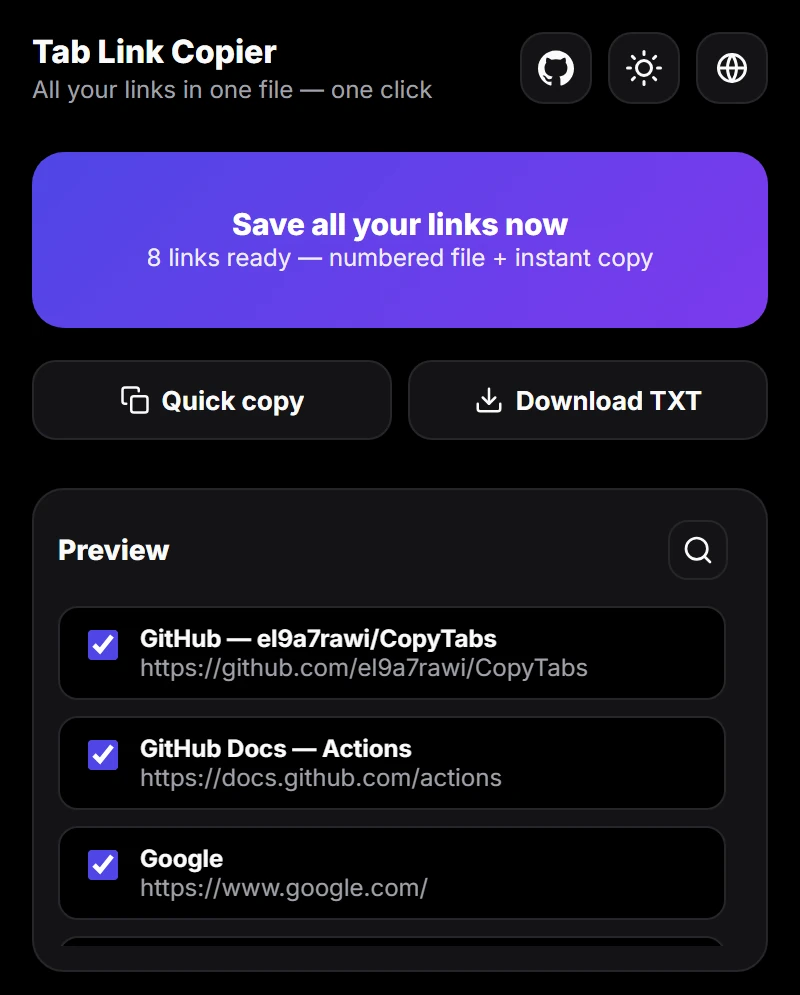 Tab Link Copier
All your links in one file — one click
Save all your links now
8 links ready — numbered file + instant copy
Quick copy
Download TXT
Preview
GitHub — el9a7rawi/CopyTabs
https://github.com/el9a7rawi/CopyTabs
GitHub Docs — Actions
https://docs.github.com/actions
Google
https://www.google.com/